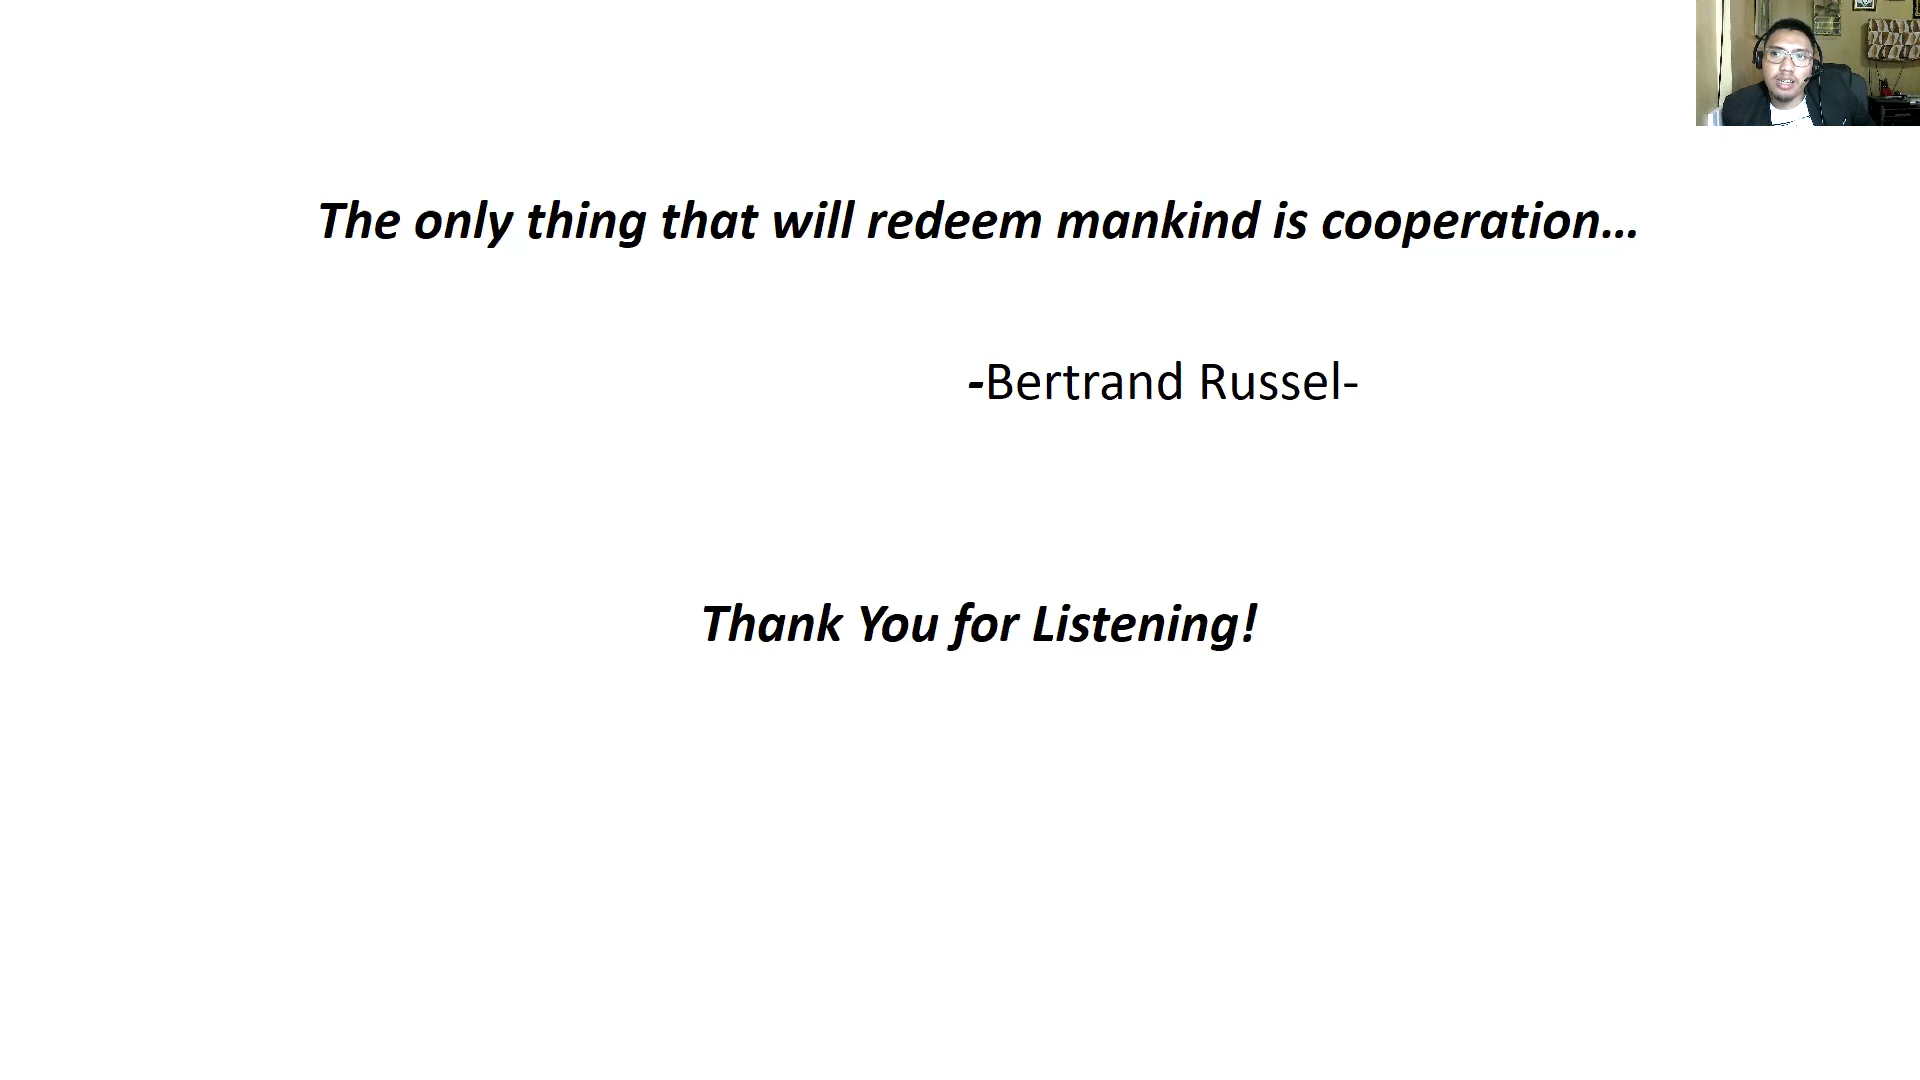 The only thing that will redeem mankind is cooperation…
-Bertrand Russel-
Thank You for Listening!